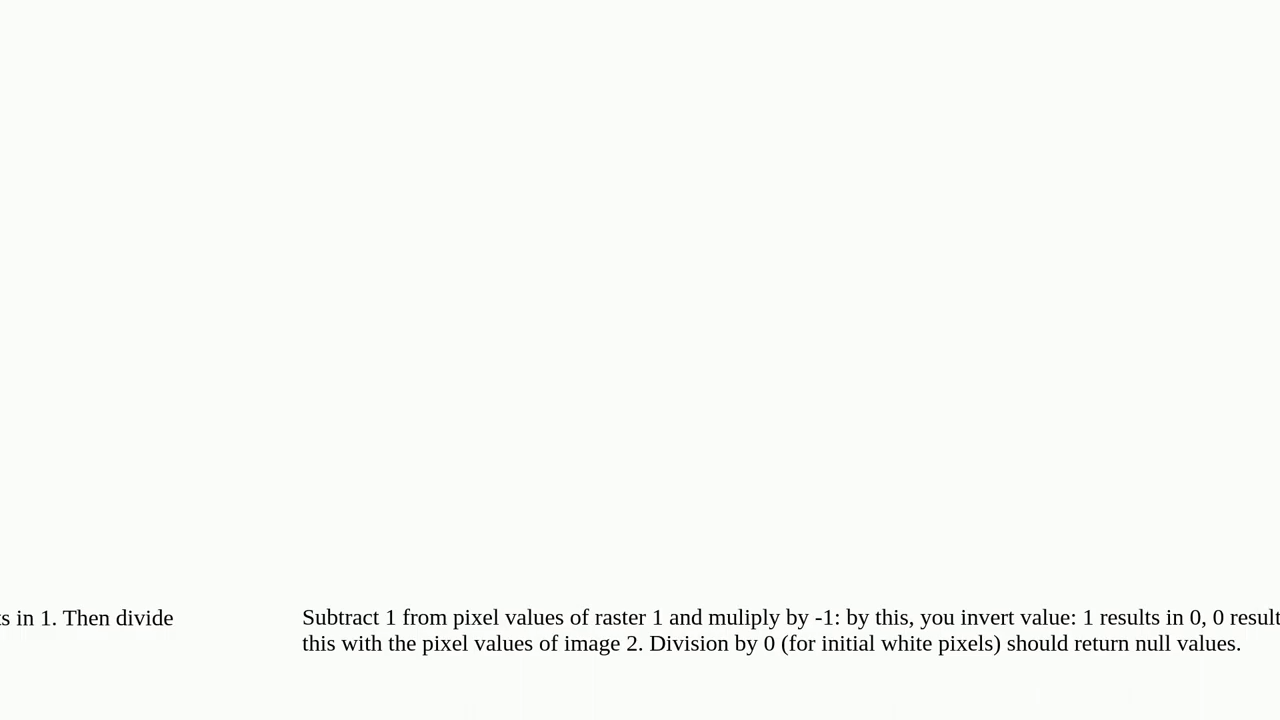 Subtract 1 from pixel values of raster 1 and muliply by -1: by this, you invert value: 1 results in 0, 0 result
s in 1. Then divide
this with the pixel values of image 2. Division by 0 (for initial white pixels) should return null values.